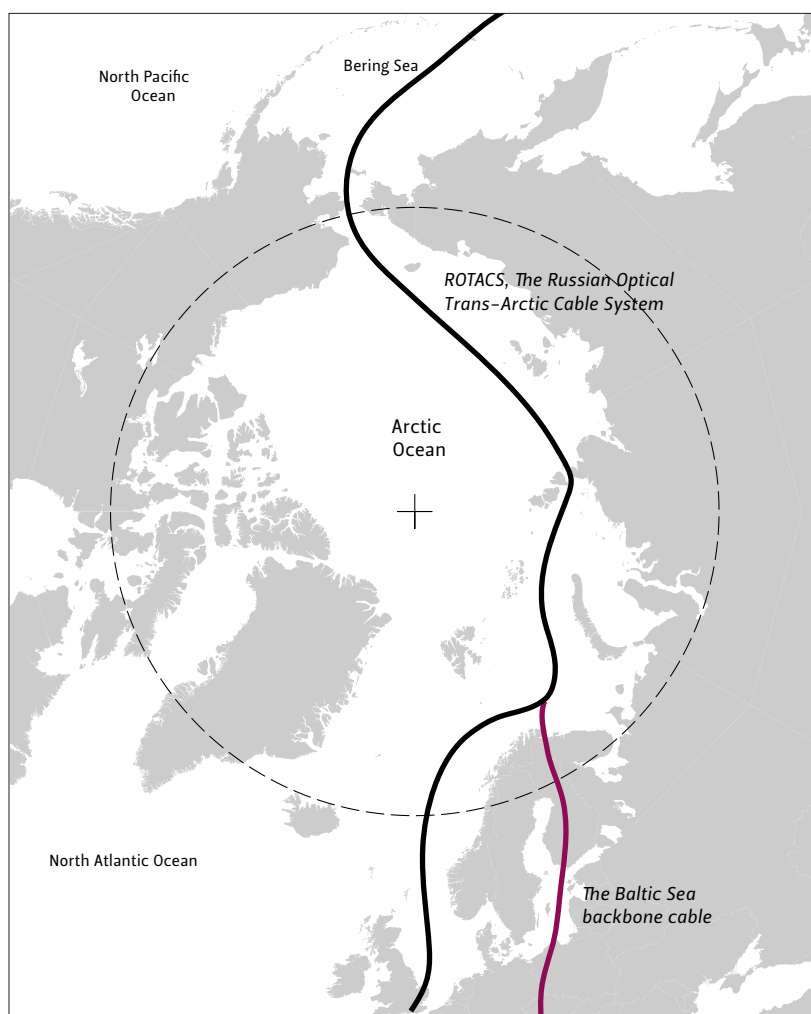 North Pacific
Ocean
Bering Sea
ROTACS, The Russian Optical
Trans-Arctic Cable System
Arctic
Ocean
North Atlantic Ocean
The Baltic Sea
backbone cable